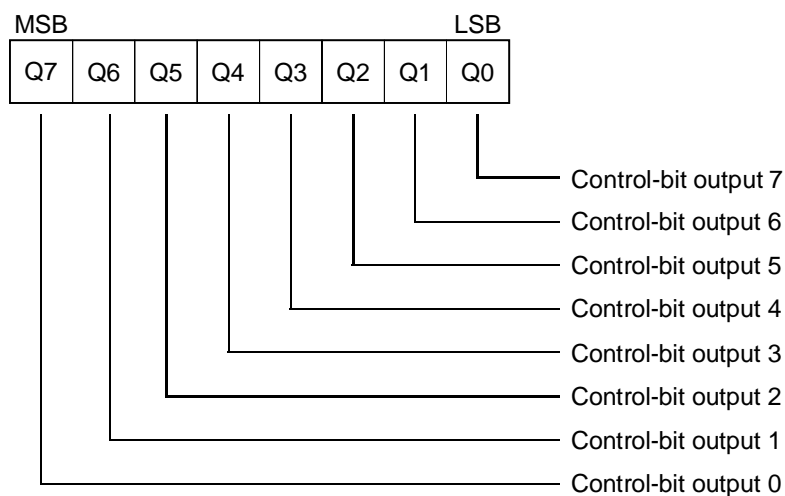 MSB LSB
Q7 Q6 Q5 Q4 Q3 Q2 Q1 Q0
Control-bit output 7
Control-bit output 6
Control-bit output 5
Control-bit output 4
Control-bit output 3
Control-bit output 2
Control-bit output 1
Control-bit output 0